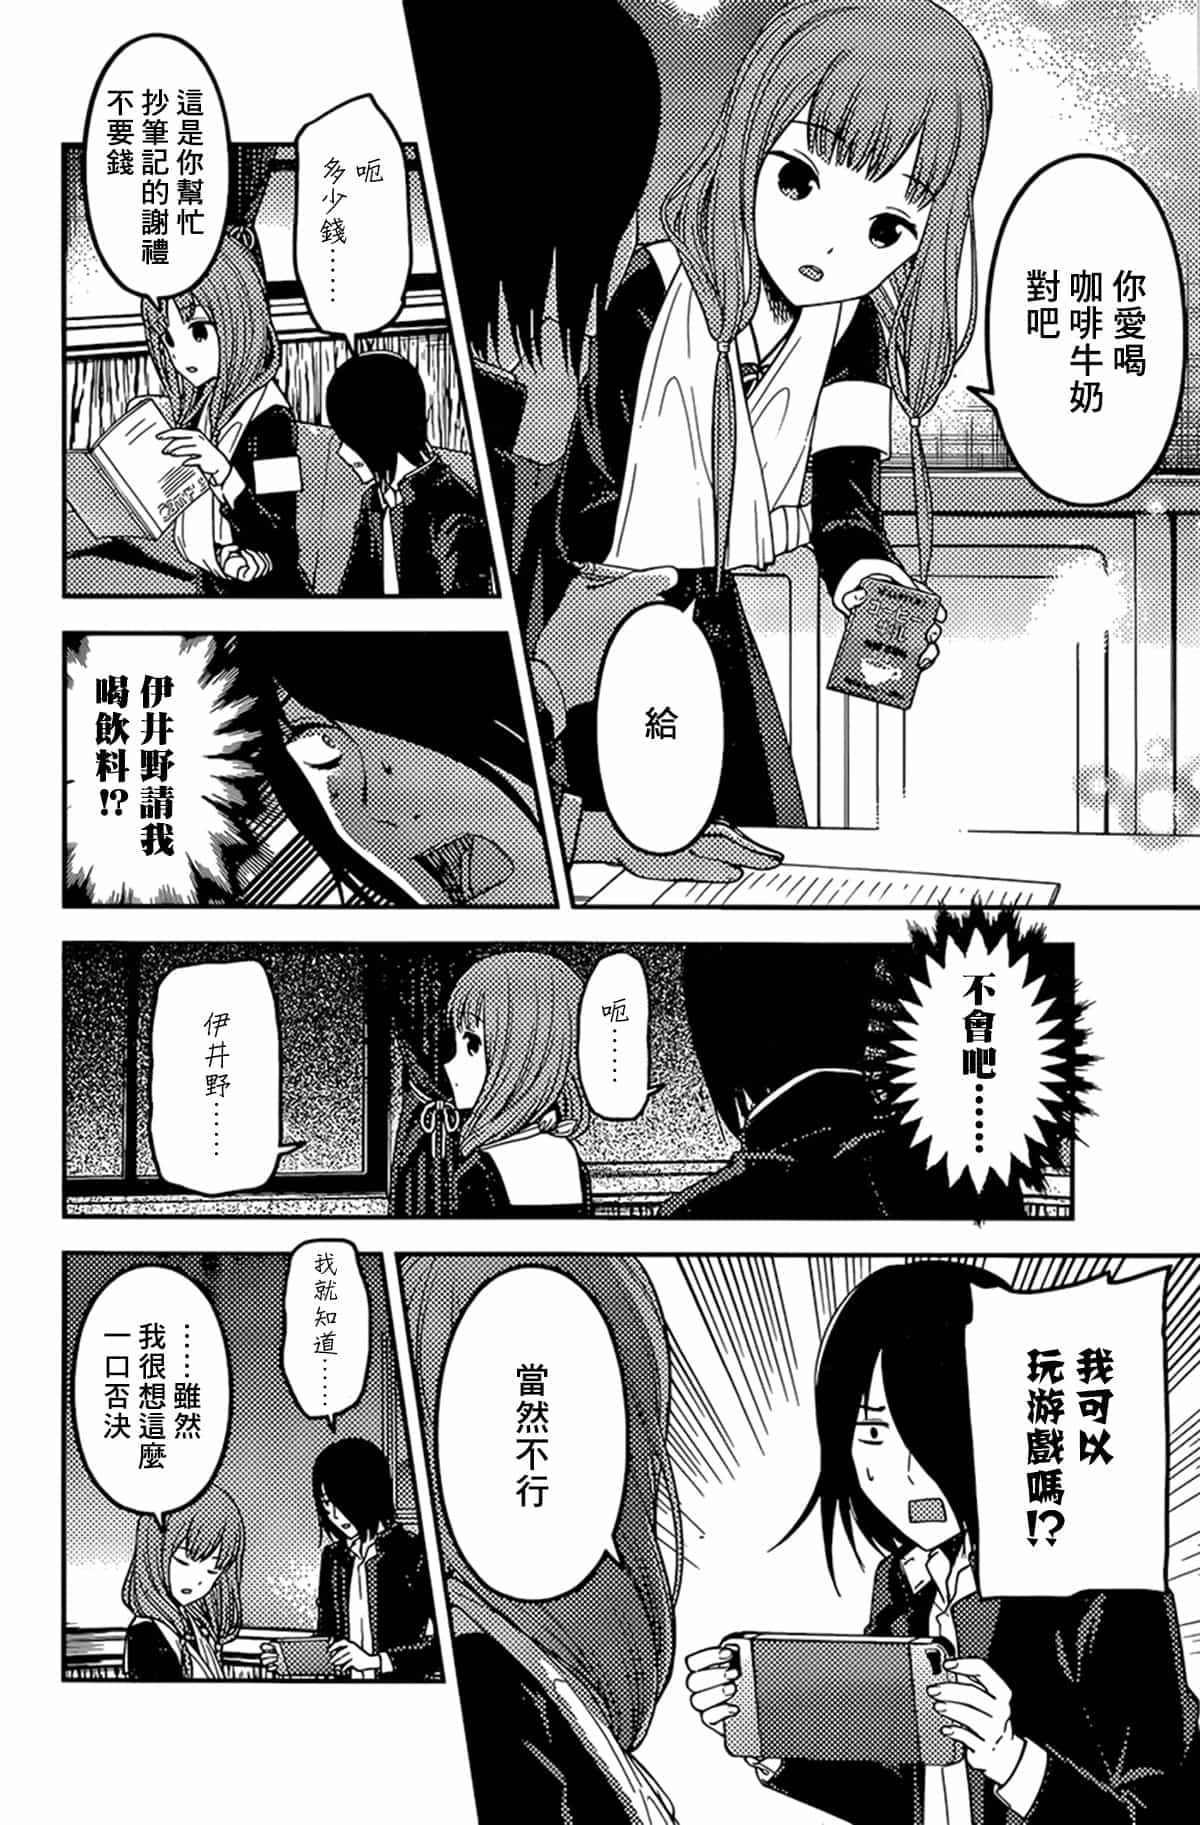 你愛喝
咖啡牛奶
對吧
給
呃
多少錢……
這是你幫忙
抄筆記的謝禮
不要錢
伊井野請我
喝飲料!?
不會吧……
呃……
伊井野……
我可以
玩游戲嗎!?
當然不行
我就知道……
……雖然
我很想這麼
一口否決